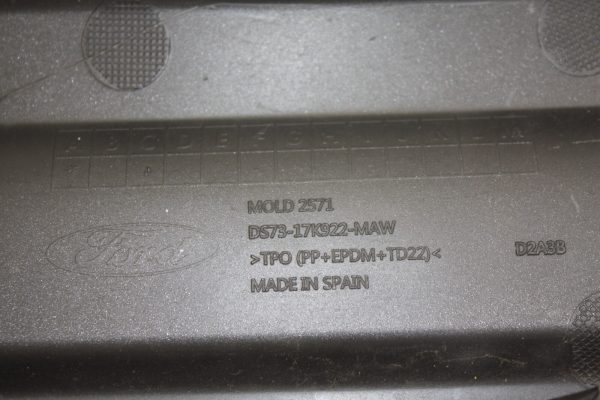 A B C D E F G H I J K L M
MOLD 2571
DS73-17K922-MAW
Ford
>TPO (PP+EPDM+TD22)<
D2A3B
MADE IN SPAIN